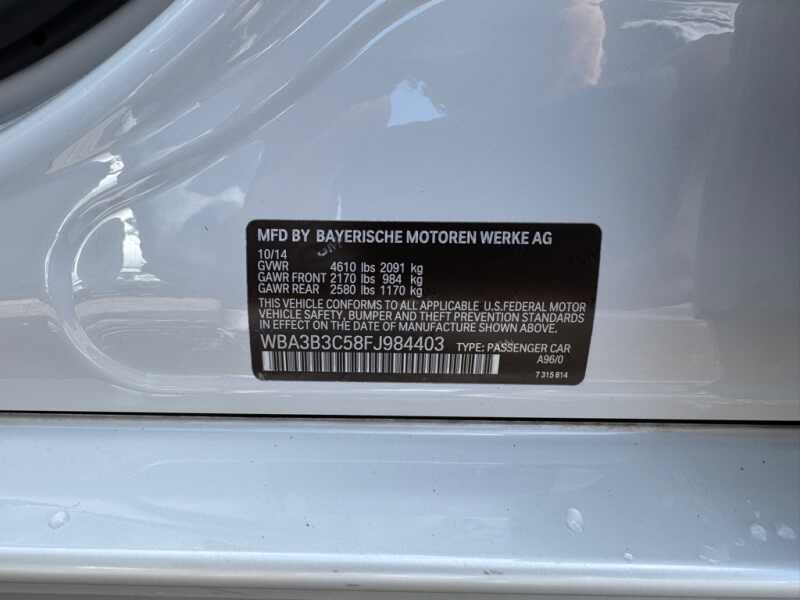 MFD BY BAYERISCHE MOTOREN WERKE AG
10/14
GVWR 4610 lbs 2091 kg
GAWR FRONT 2170 lbs 984 kg
GAWR REAR 2580 lbs 1170 kg
THIS VEHICLE CONFORMS TO ALL APPLICABLE U.S.FEDERAL MOTOR
VEHICLE SAFETY, BUMPER AND THEFT PREVENTION STANDARDS
IN EFFECT ON THE DATE OF MANUFACTURE SHOWN ABOVE.
WBA3B3C58FJ984403 TYPE: PASSENGER CAR
A96/0
7 315 814